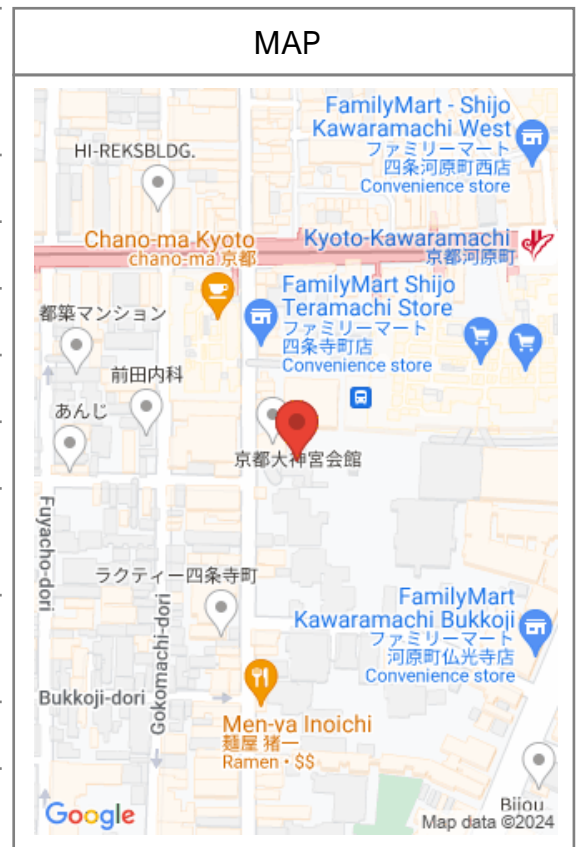 MAP
FamilyMart - Shijo
Kawaramachi West
ファミリーマート
四条河原町西店
Convenience store
HI-REKSBLDG.
Chano-ma Kyoto
chano-ma 京都
Kyoto-Kawaramachi
京都河原町
FamilyMart Shijo
Teramachi Store
ファミリーマート
四条寺町店
Convenience store
都築マンション
前田内科
あんじ
京都大神宮会館
Fuyacho-dori
ラクティー四条寺町
Gokomachi-dori
FamilyMart
Kawaramachi Bukkoji
ファミリーマート
河原町仏光寺店
Convenience store
Bukkoji-dori
Men-ya Inoichi
麺屋 猪一
Ramen • $$
Bijou
Google
Map data ©2024